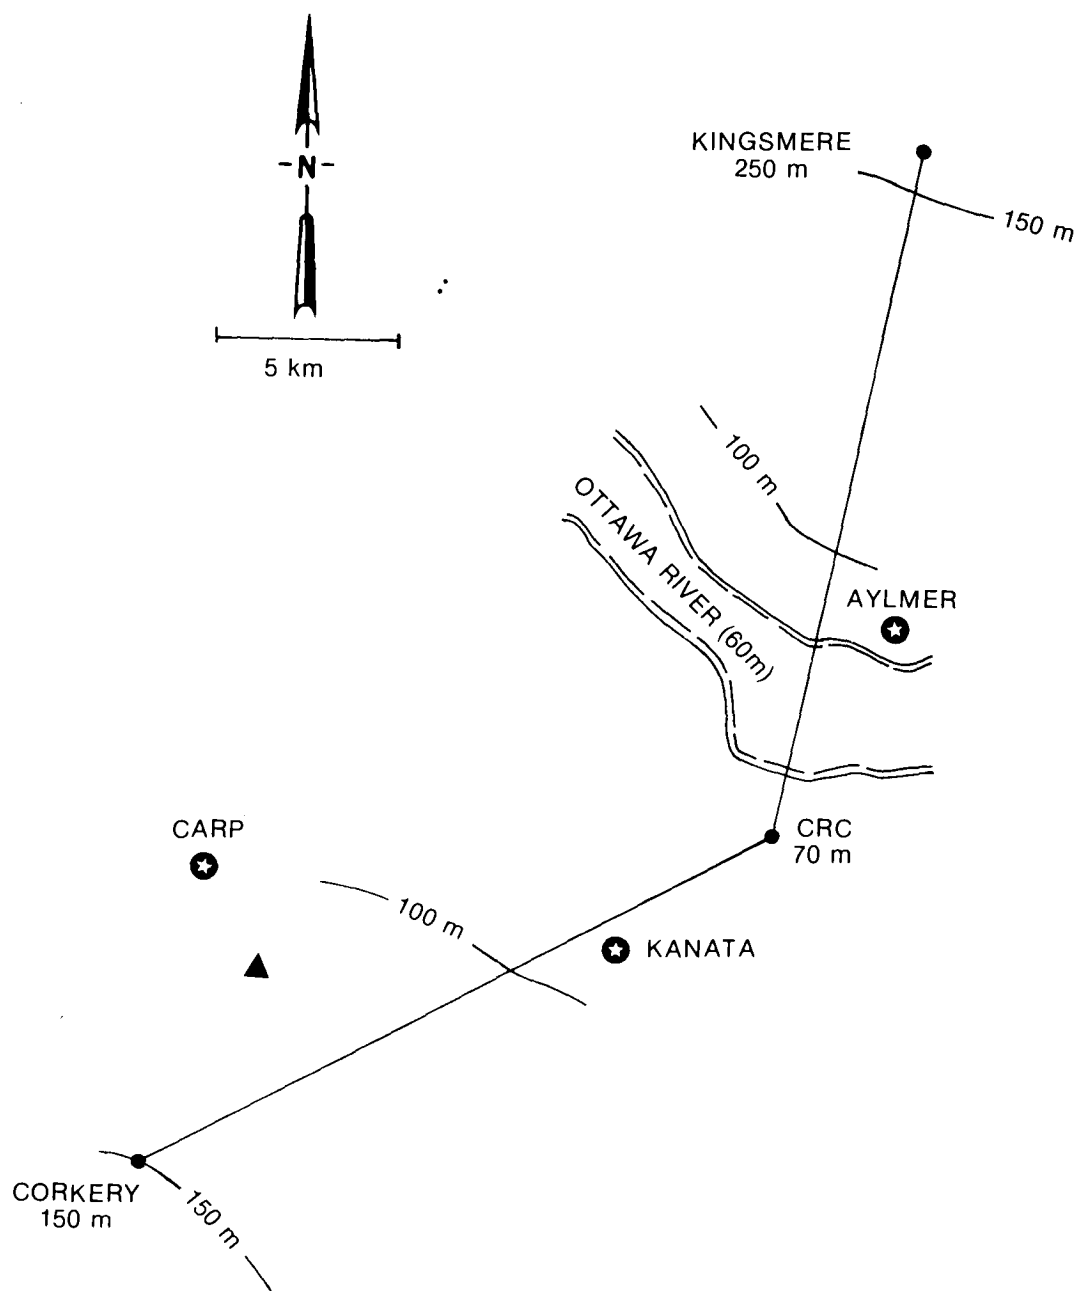 KINGSMERE
250 m
-N-
150 m
5 km
100 m
OTTAWA RIVER (60m)
AYLMER
CRC
70 m
CARP
100 m
KANATA
CORKERY
150 m
150 m